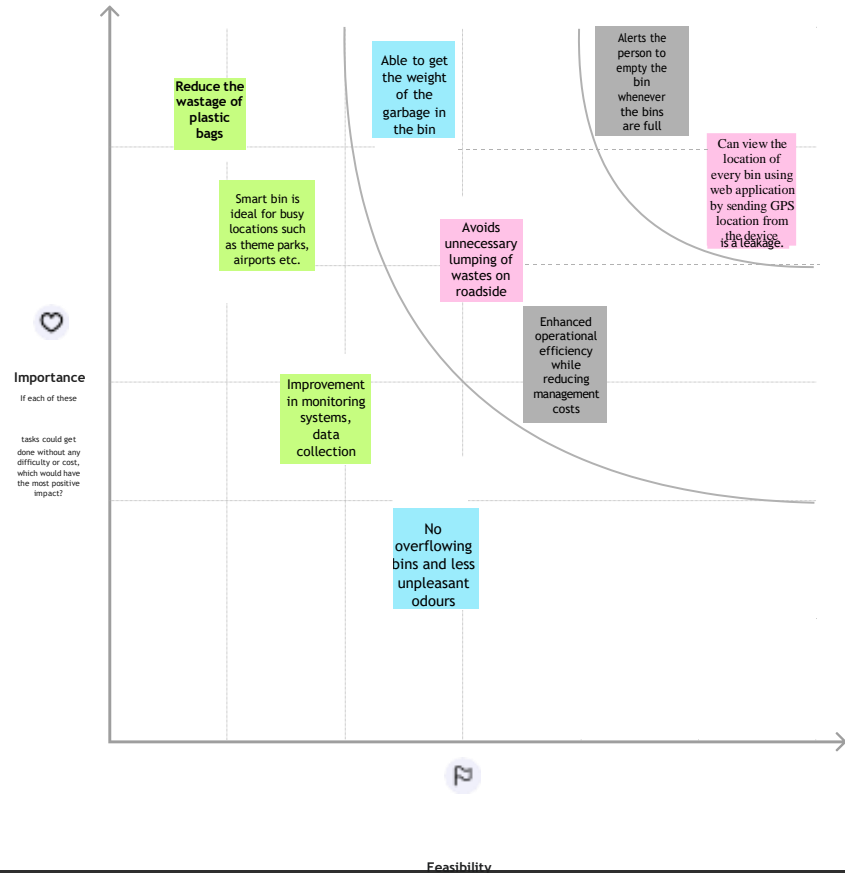 Alerts the
person to
empty the
bin
whenever
the bins
are full
Able to get
the weight
of the
garbage in
the bin
Reduce the
wastage of
plastic
bags
Can view the
location of
every bin using
web application
by sending GPS
location from
the device
is a leakage.
Smart bin is
ideal for busy
locations such
as theme parks,
airports etc.
Avoids
unnecessary
lumping of
wastes on
roadside
Enhanced
operational
efficiency
while
reducing
management
costs
Importance
If each of these
tasks could get
done without any
difficulty or cost,
which would have
the most positive
impact?
Improvement
in monitoring
systems,
data
collection
No
overflowing
bins and less
unpleasant
odours
Feasibility